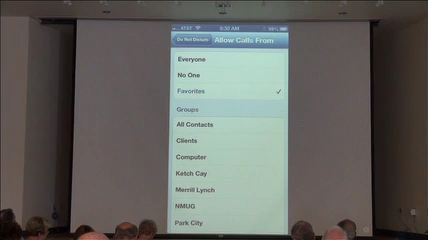 AT&T 8:30 AM
Do Not Disturb Allow Calls From
Everyone
No One
Favorites
Groups
All Contacts
Clients
Computer
Ketch Cay
Merrill Lynch
NMUG
Park City